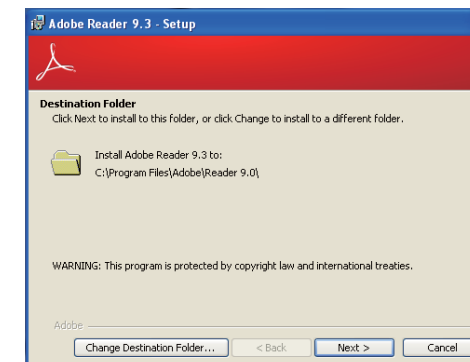 Adobe Reader 9.3 - Setup
Destination Folder
Click Next to install to this folder, or click Change to install to a different folder.
Install Adobe Reader 9.3 to:
C:\Program Files\Adobe\Reader 9.0\
WARNING: This program is protected by copyright law and international treaties.
Adobe
Change Destination Folder... < Back Next > Cancel